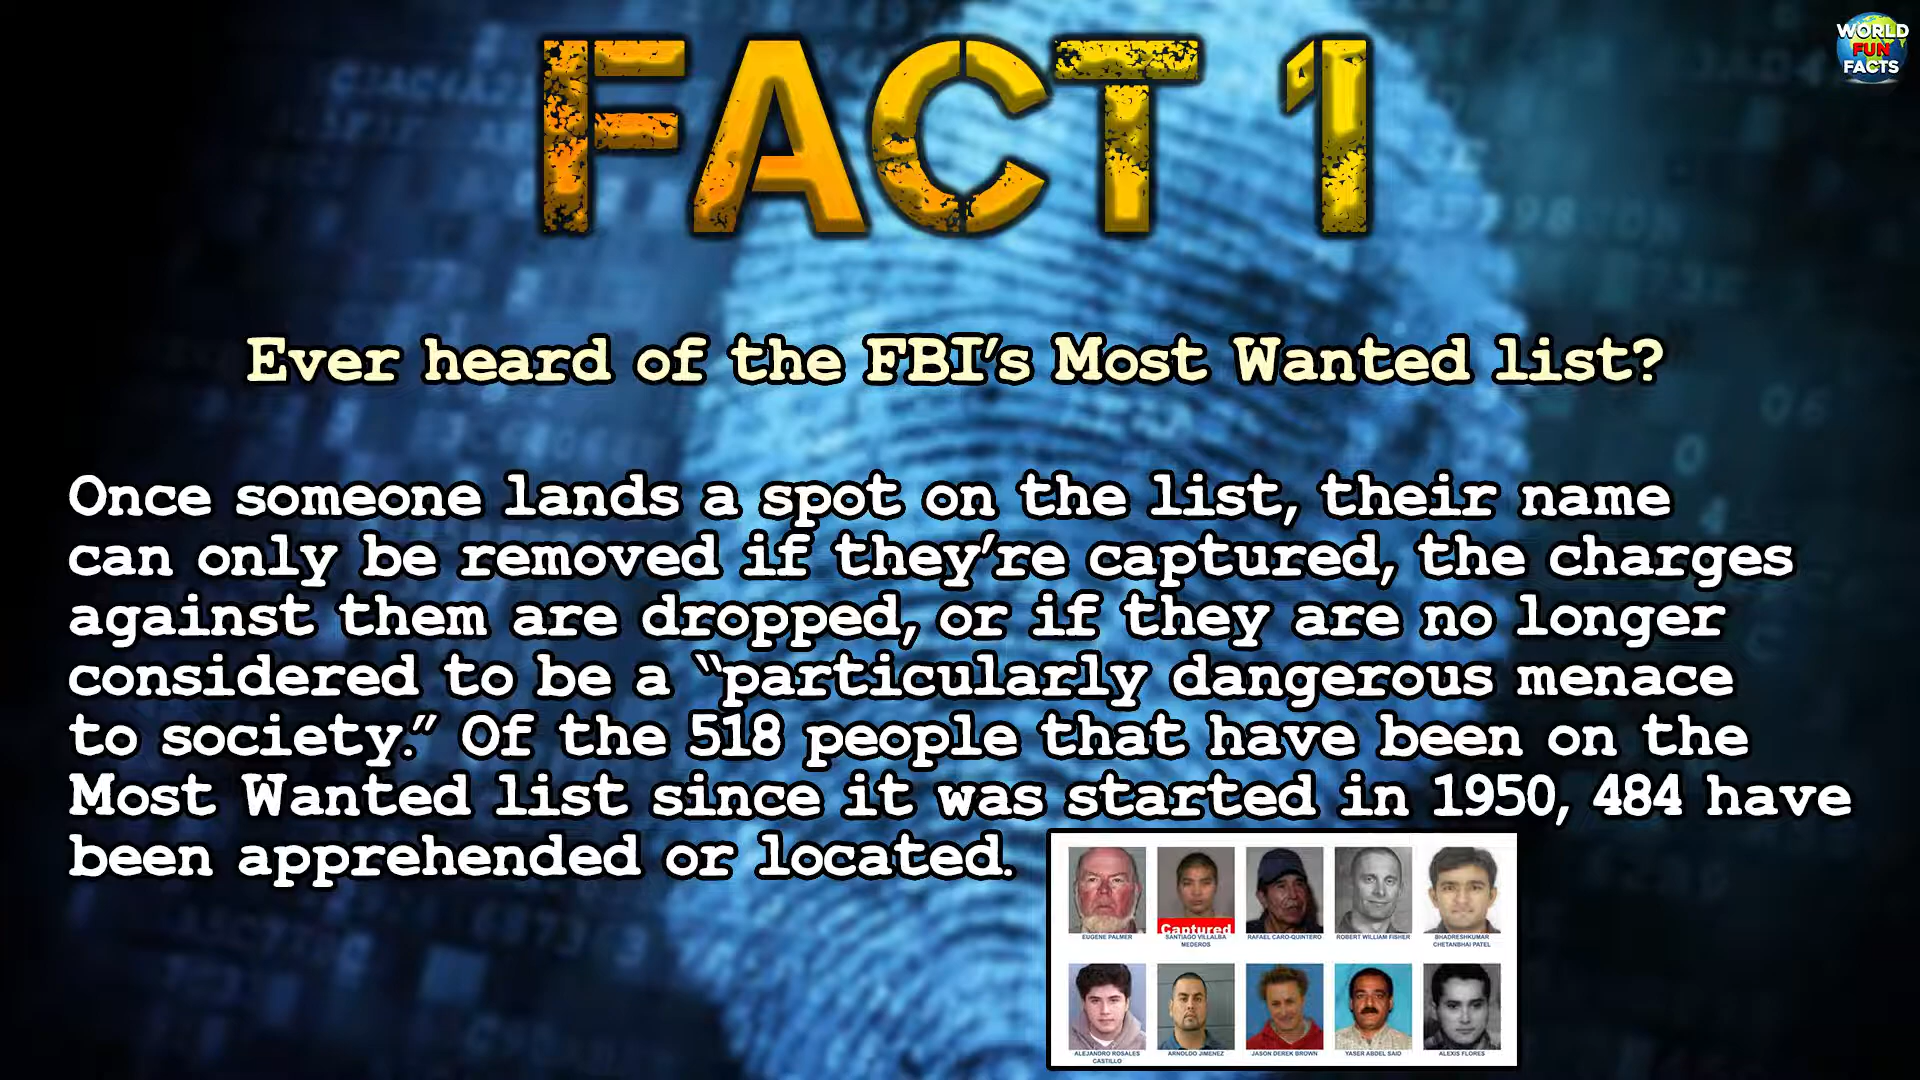 FACT 1
WORLD
FUN
FACTS
Ever heard of the FBI’s Most Wanted list?
Once someone lands a spot on the list, their name
can only be removed if they’re captured, the charges
against them are dropped, or if they are no longer
considered to be a “particularly dangerous menace
to society.” Of the 518 people that have been on the
Most Wanted list since it was started in 1950, 484 have
been apprehended or located.
Captured
EUGENE PALMER
SANTIAGO VILLALBA
MEDEROS
RAFAEL CARO-QUINTERO
ROBERT WILLIAM FISHER
BHADRESHKUMAR
CHETANBHAI PATEL
ALEJANDRO ROSALES
CASTILLO
ARNOLDO JIMENEZ
JASON DEREK BROWN
YASER ABDEL SAID
ALEXIS FLORES